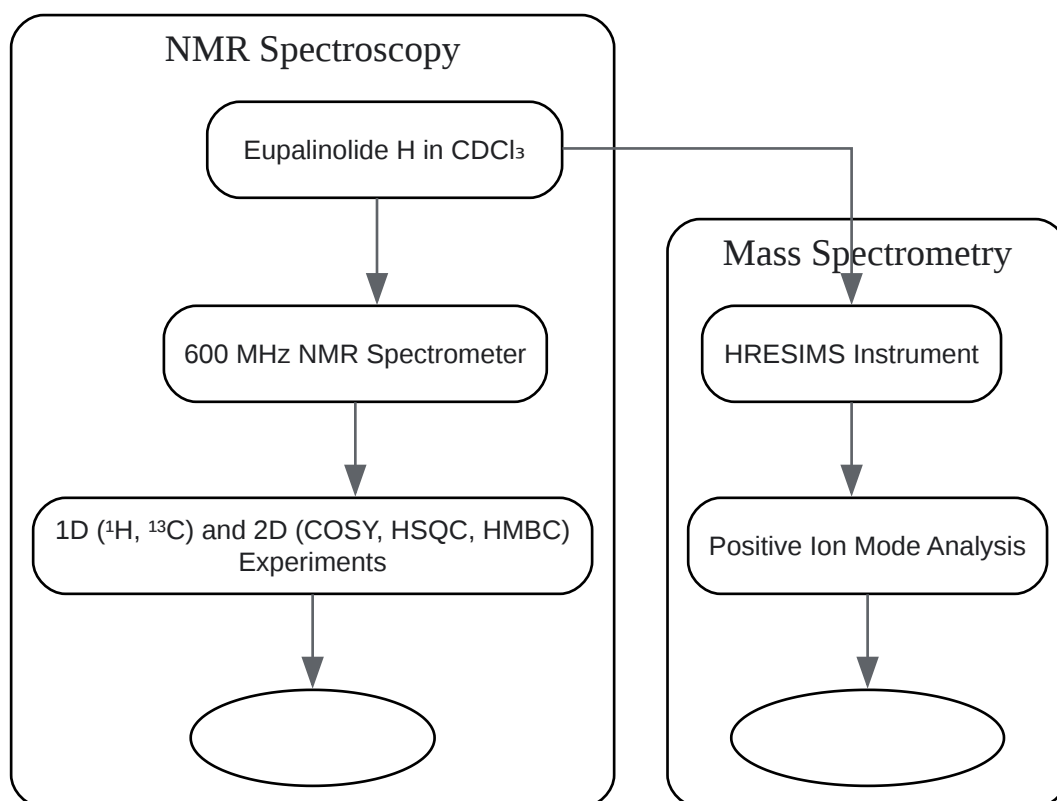 NMR Spectroscopy
Eupalinolide H in CDCl₃
600 MHz NMR Spectrometer
1D (¹H, ¹³C) and 2D (COSY, HSQC, HMBC)
Experiments
Mass Spectrometry
HRESIMS Instrument
Positive Ion Mode Analysis